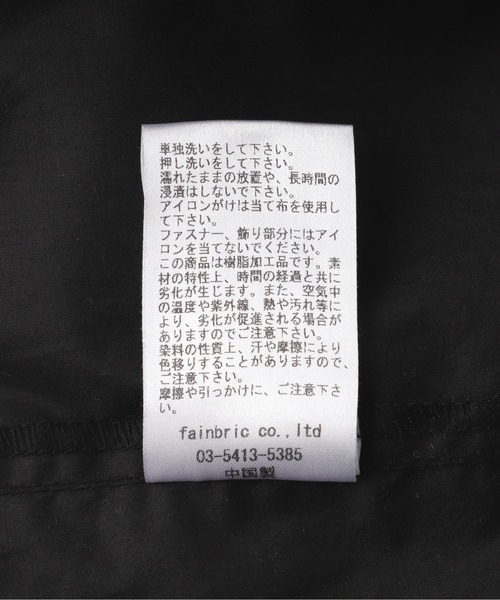 単独洗いをして下さい。
押し洗いをして下さい。
濡れたままの放置や、長時間の
浸漬はしないで下さい。
アイロンがけは当て布を使用し
て下さい。
ファスナー、飾り部分にはアイ
ロンを当てないでください。
この商品は樹脂加工品です。素
材の特性上、時間の経過と共に
劣化が生じます。また、空気中
の温度や紫外線、熱や汚れ等に
より、劣化が促進される場合が
ありますのでご注意下さい。
染料の性質上、汗や摩擦により
色移りすることがありますので、
ご注意下さい。
摩擦や引っかけに、ご注意下さ
い。
fainbric co.,ltd
03-5413-5385
中国製